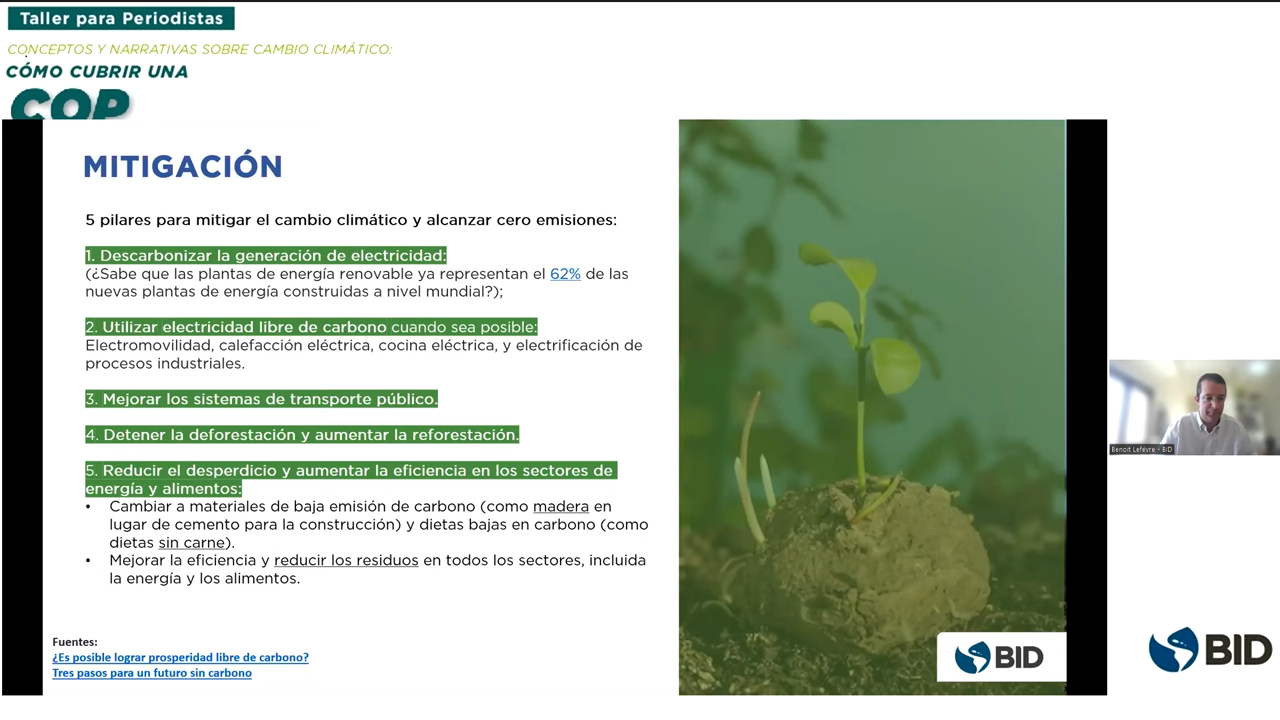 Taller para Periodistas
CONCEPTOS Y NARRATIVAS SOBRE CAMBIO CLIMÁTICO:
CÓMO CUBRIR UNA
COP
MITIGACIÓN
5 pilares para mitigar el cambio climático y alcanzar cero emisiones:
1. Descarbonizar la generación de electricidad:
(¿Sabe que las plantas de energía renovable ya representan el 62% de las
nuevas plantas de energía construidas a nivel mundial?);
2. Utilizar electricidad libre de carbono cuando sea posible:
Electromovilidad, calefacción eléctrica, cocina eléctrica, y electrificación de
procesos industriales.
3. Mejorar los sistemas de transporte público.
4. Detener la deforestación y aumentar la reforestación.
5. Reducir el desperdicio y aumentar la eficiencia en los sectores de
energía y alimentos:
• Cambiar a materiales de baja emisión de carbono (como madera en
lugar de cemento para la construcción) y dietas bajas en carbono (como
dietas sin carne).
• Mejorar la eficiencia y reducir los residuos en todos los sectores, incluida
la energía y los alimentos.
Fuentes:
¿Es posible lograr prosperidad libre de carbono?
Tres pasos para un futuro sin carbono
BID
Benoit Lefévre - BID
BID